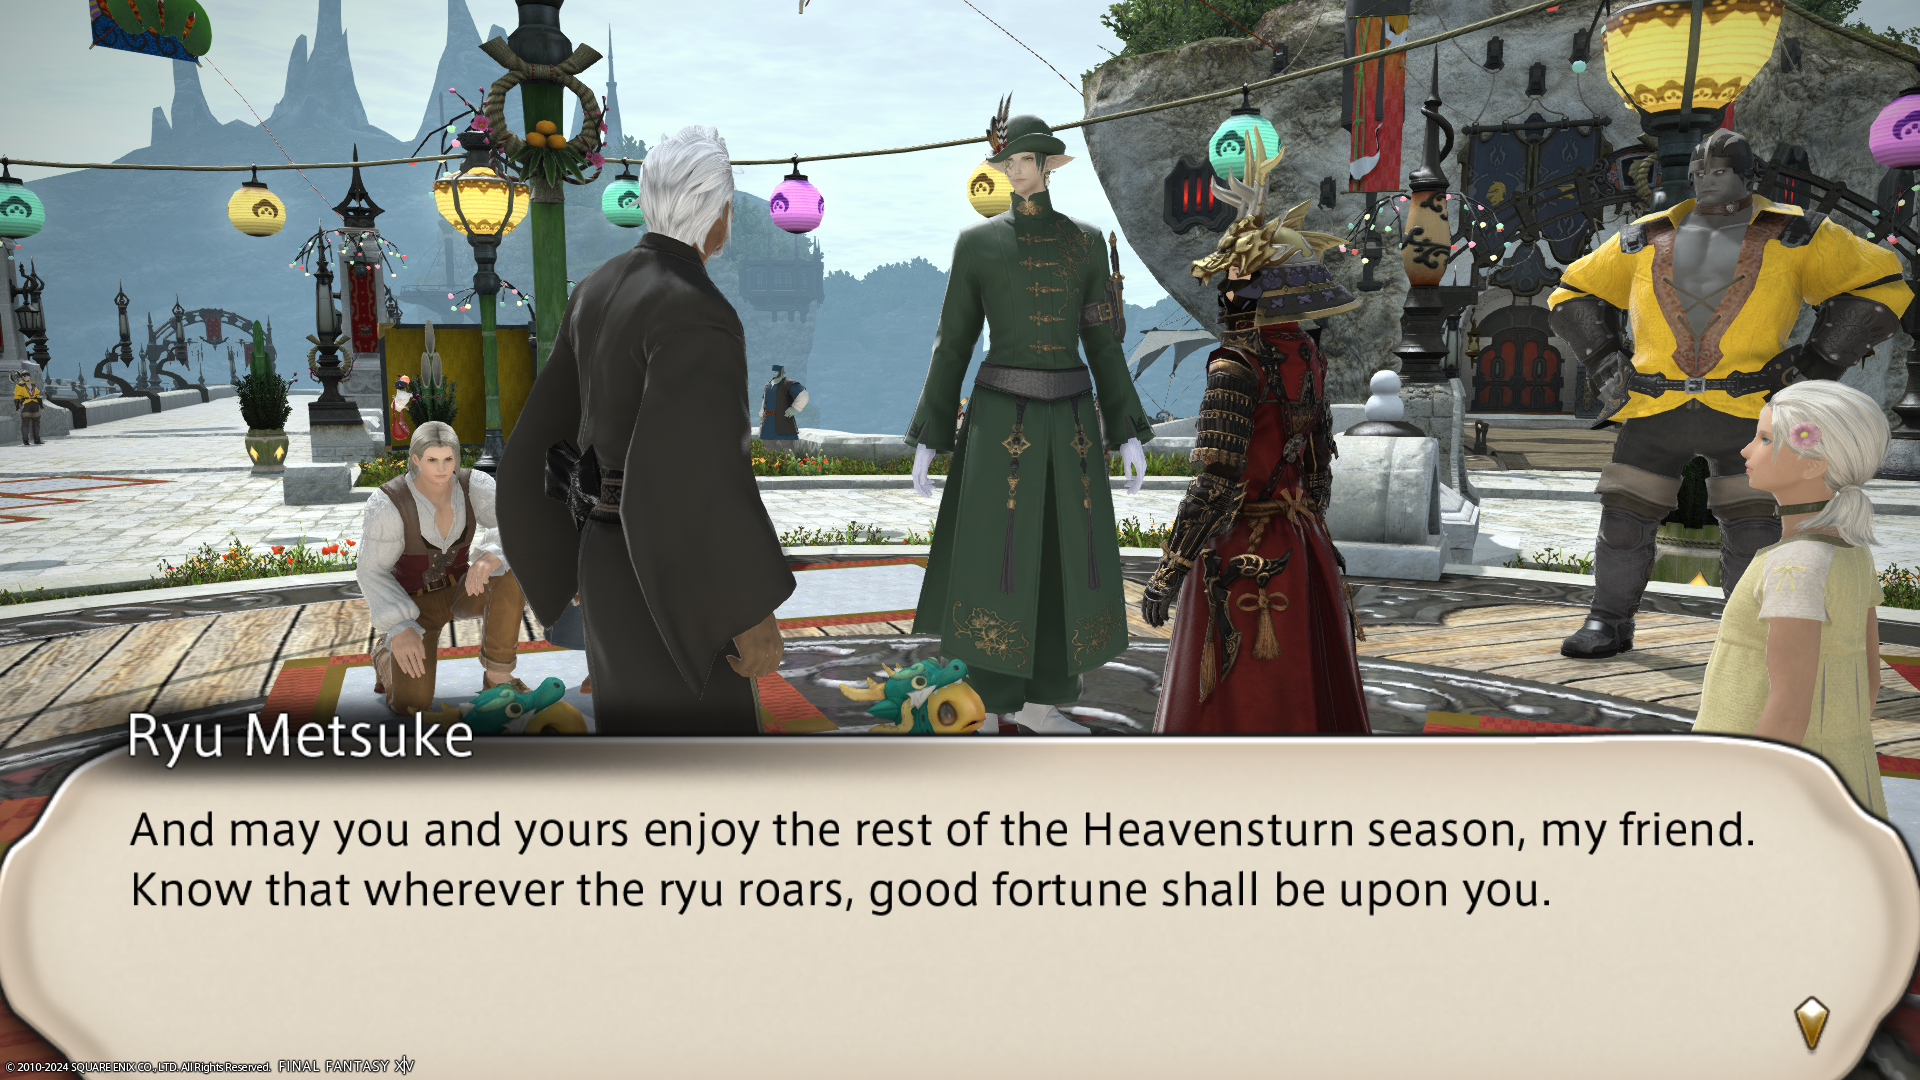 Ryu Metsuke
And may you and yours enjoy the rest of the Heavensturn season, my friend.
Know that wherever the ryu roars, good fortune shall be upon you.
© 2010-2024 SQUARE ENIX CO., LTD. All Rights Reserved. FINAL FANTASY XIV